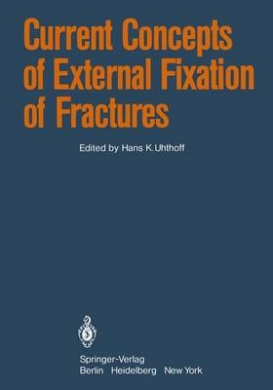 Current Concepts
of External Fixation
of Fractures
Edited by Hans K. Uhthoff
Springer-Verlag
Berlin Heidelberg New York